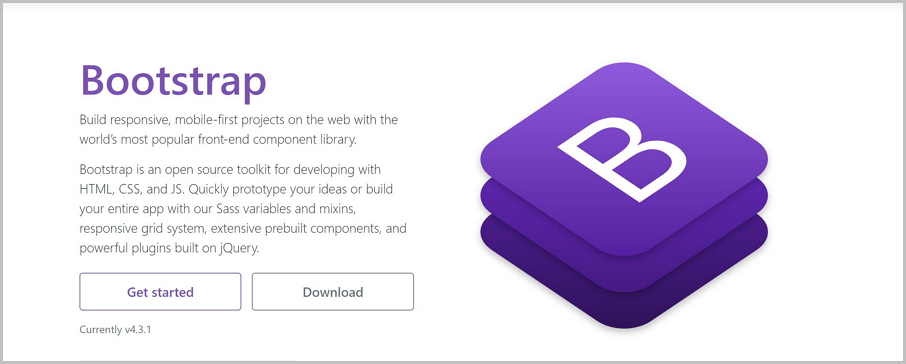 Bootstrap
Build responsive, mobile-first projects on the web with the
world's most popular front-end component library.
Bootstrap is an open source toolkit for developing with
HTML, CSS, and JS. Quickly prototype your ideas or build
your entire app with our Sass variables and mixins,
responsive grid system, extensive prebuilt components, and
powerful plugins built on jQuery.
Get started
Download
Currently v4.3.1
B